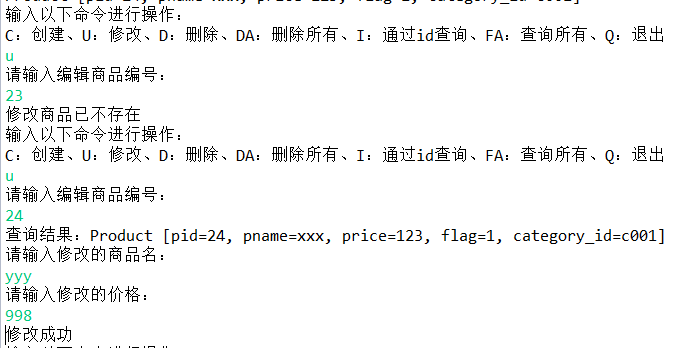 输入以下命令进行操作：
C：创建、U：修改、D：删除、DA：删除所有、I：通过id查询、FA：查询所有、Q：退出
u
请输入编辑商品编号：
23
修改商品已不存在
输入以下命令进行操作：
C：创建、U：修改、D：删除、DA：删除所有、I：通过id查询、FA：查询所有、Q：退出
u
请输入编辑商品编号：
24
查询结果：Product [pid=24, pname=xxx, price=123, flag=1, category_id=c001]
请输入修改的商品名：
yyy
请输入修改的价格：
998
修改成功